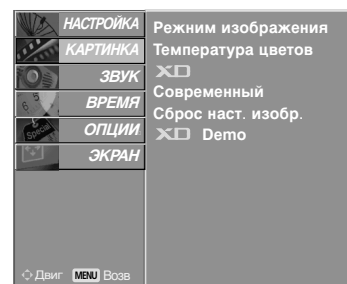 НАСТРОЙКА
КАРТИНКА
ЗВУК
ВРЕМЯ
ОПЦИИ
ЭКРАН
Режним изображения
Температура цветов
XD
Современный
Сброс наст. изобр.
XD Demo
Двиг MENU Возв